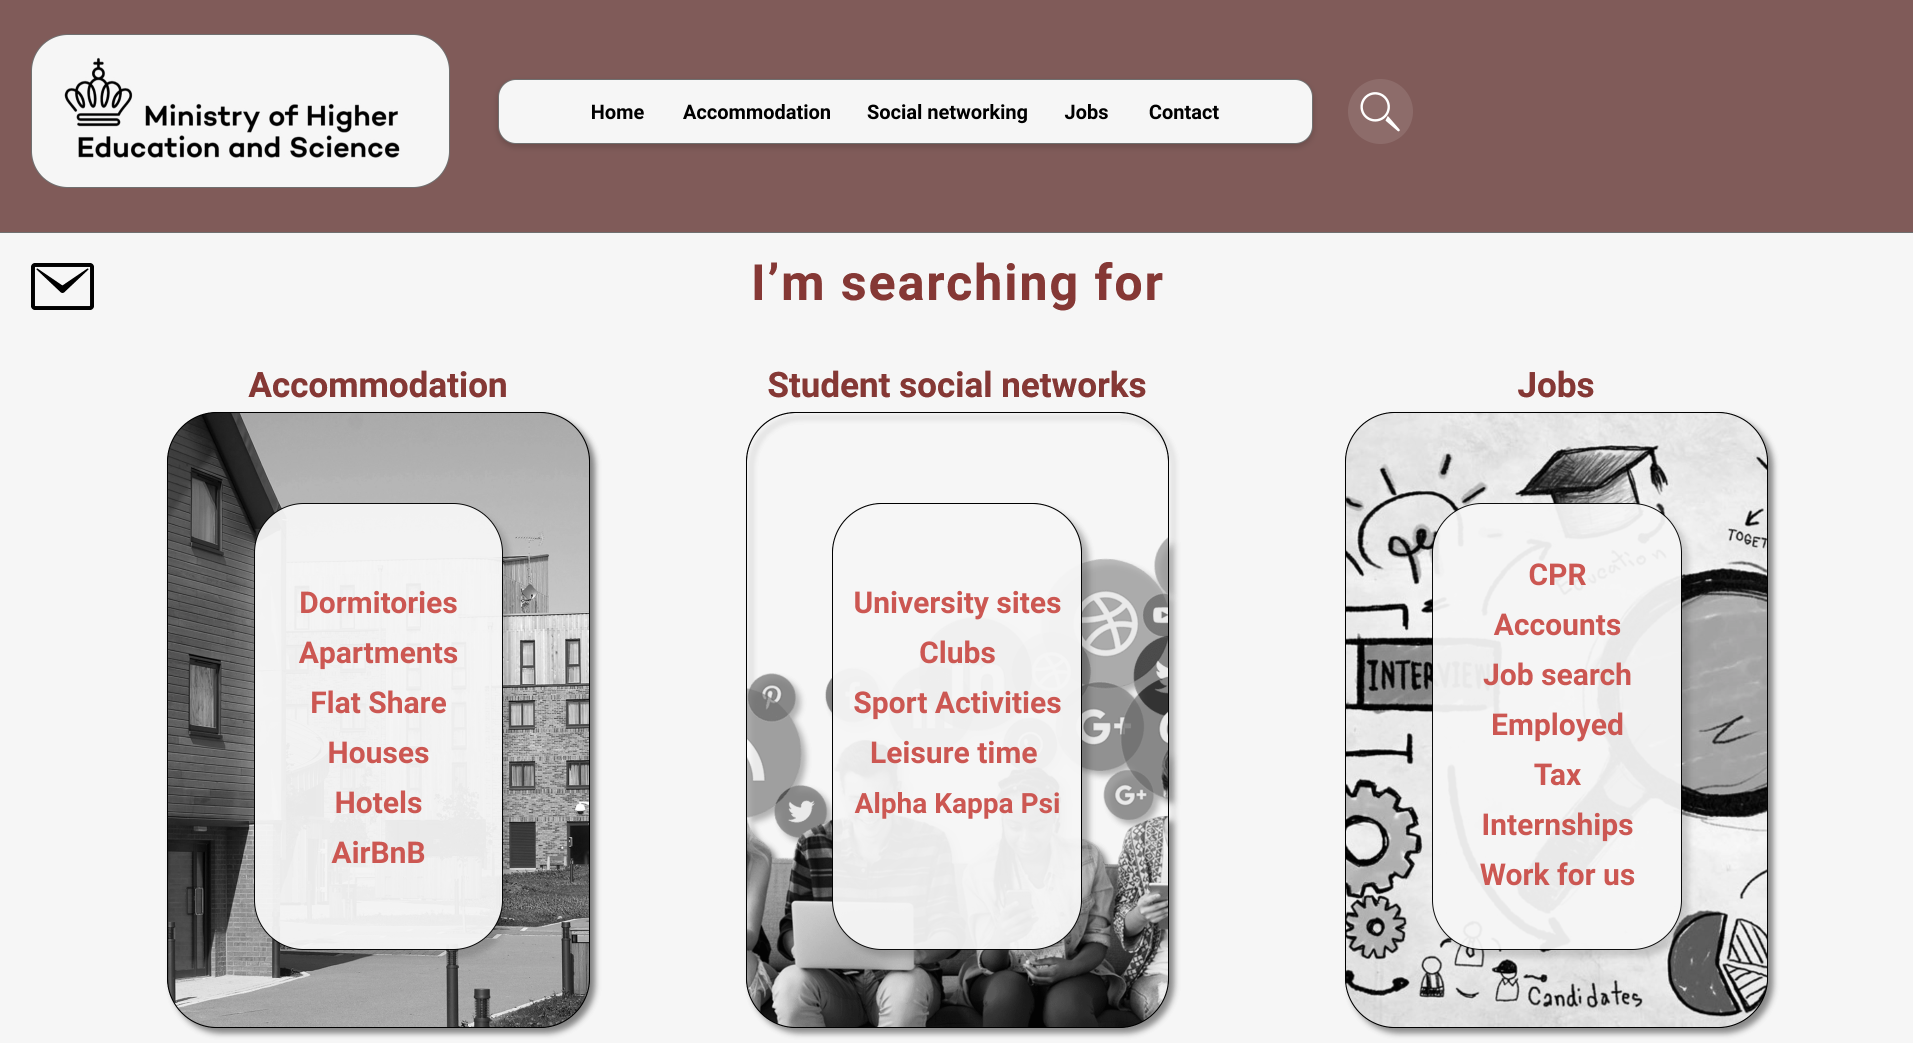 Ministry of Higher
Education and Science
Home Accommodation Social networking Jobs Contact
I’m searching for
Accommodation
Dormitories
Apartments
Flat Share
Houses
Hotels
AirBnB
Student social networks
University sites
Clubs
Sport Activities
Leisure time
Alpha Kappa Psi
G+
G+
Jobs
TOGET
Education
INTERVIEW
CPR
Accounts
Job search
Employed
Tax
Internships
Work for us
Candidates